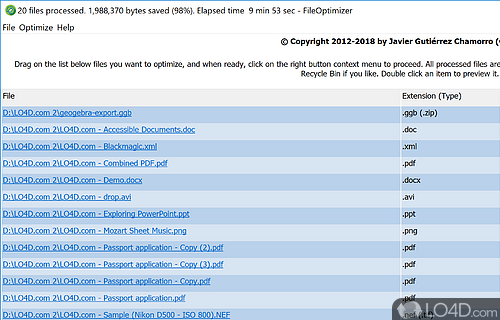 20 files processed. 1,988,370 bytes saved (98%). Elapsed time 9 min 53 sec - FileOptimizer
File Optimize Help
© Copyright 2012-2018 by Javier Gutiérrez Chamorro (
Drag on the list below files you want to optimize, and when ready, click on the right button context menu to proceed. All processed files are
Recycle Bin if you like. Double click an item to preview it.
File Extension (Type)
D:\LO4D.com 2\geogebra-export.ggb .ggb (.zip)
D:\LO4D.com 2\LO4D.com - Accessible Documents.doc .doc
D:\LO4D.com 2\LO4D.com - Blackmagic.xml .xml
D:\LO4D.com 2\LO4D.com - Combined PDF.pdf .pdf
D:\LO4D.com 2\LO4D.com - Demo.docx .docx
D:\LO4D.com 2\LO4D.com - drop.avi .avi
D:\LO4D.com 2\LO4D.com - Exploring PowerPoint.ppt .ppt
D:\LO4D.com 2\LO4D.com - Mozart Sheet Music.png .png
D:\LO4D.com 2\LO4D.com - Passport application - Copy (2).pdf .pdf
D:\LO4D.com 2\LO4D.com - Passport application - Copy (3).pdf .pdf
D:\LO4D.com 2\LO4D.com - Passport application - Copy.pdf .pdf
D:\LO4D.com 2\LO4D.com - Passport application.pdf .pdf
D:\LO4D.com 2\LO4D.com - Sample (Nikon D500 - ISO 800).NEF
LO4D.com